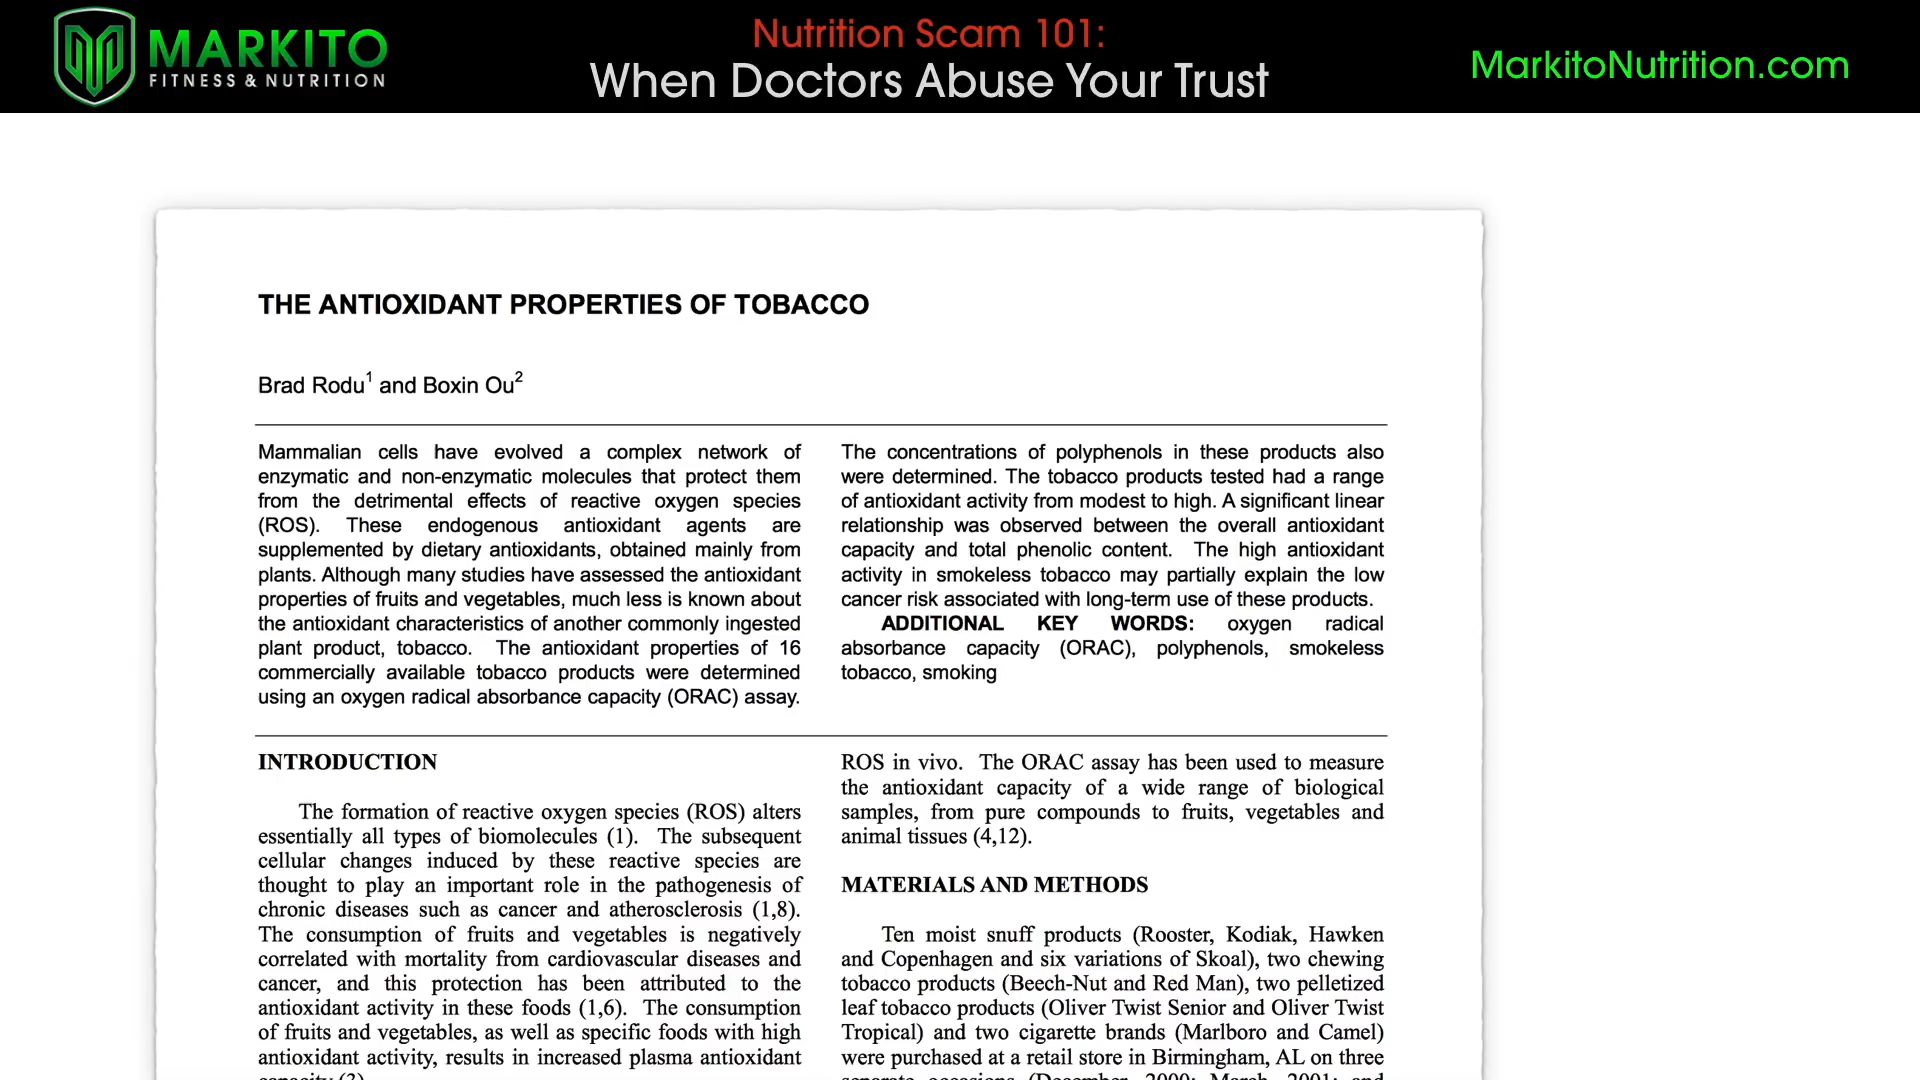 MARKITO
FITNESS & NUTRITION
Nutrition Scam 101:
When Doctors Abuse Your Trust
MarkitoNutrition.com
THE ANTIOXIDANT PROPERTIES OF TOBACCO
Brad Rodu1 and Boxin Ou2
Mammalian cells have evolved a complex network of
enzymatic and non-enzymatic molecules that protect them
from the detrimental effects of reactive oxygen species
(ROS). These endogenous antioxidant agents are
supplemented by dietary antioxidants, obtained mainly from
plants. Although many studies have assessed the antioxidant
properties of fruits and vegetables, much less is known about
the antioxidant characteristics of another commonly ingested
plant product, tobacco. The antioxidant properties of 16
commercially available tobacco products were determined
using an oxygen radical absorbance capacity (ORAC) assay.
The concentrations of polyphenols in these products also
were determined. The tobacco products tested had a range
of antioxidant activity from modest to high. A significant linear
relationship was observed between the overall antioxidant
capacity and total phenolic content. The high antioxidant
activity in smokeless tobacco may partially explain the low
cancer risk associated with long-term use of these products.
ADDITIONAL KEY WORDS: oxygen radical
absorbance capacity (ORAC), polyphenols, smokeless
tobacco, smoking
INTRODUCTION
The formation of reactive oxygen species (ROS) alters
essentially all types of biomolecules (1). The subsequent
cellular changes induced by these reactive species are
thought to play an important role in the pathogenesis of
chronic diseases such as cancer and atherosclerosis (1,8).
The consumption of fruits and vegetables is negatively
correlated with mortality from cardiovascular diseases and
cancer, and this protection has been attributed to the
antioxidant activity in these foods (1,6). The consumption
of fruits and vegetables, as well as specific foods with high
antioxidant activity, results in increased plasma antioxidant
capacity (3).
ROS in vivo. The ORAC assay has been used to measure
the antioxidant capacity of a wide range of biological
samples, from pure compounds to fruits, vegetables and
animal tissues (4,12).
MATERIALS AND METHODS
Ten moist snuff products (Rooster, Kodiak, Hawken
and Copenhagen and six variations of Skoal), two chewing
tobacco products (Beech-Nut and Red Man), two pelletized
leaf tobacco products (Oliver Twist Senior and Oliver Twist
Tropical) and two cigarette brands (Marlboro and Camel)
were purchased at a retail store in Birmingham, AL on three
separate occasions (December, 2000; March, 2001; and